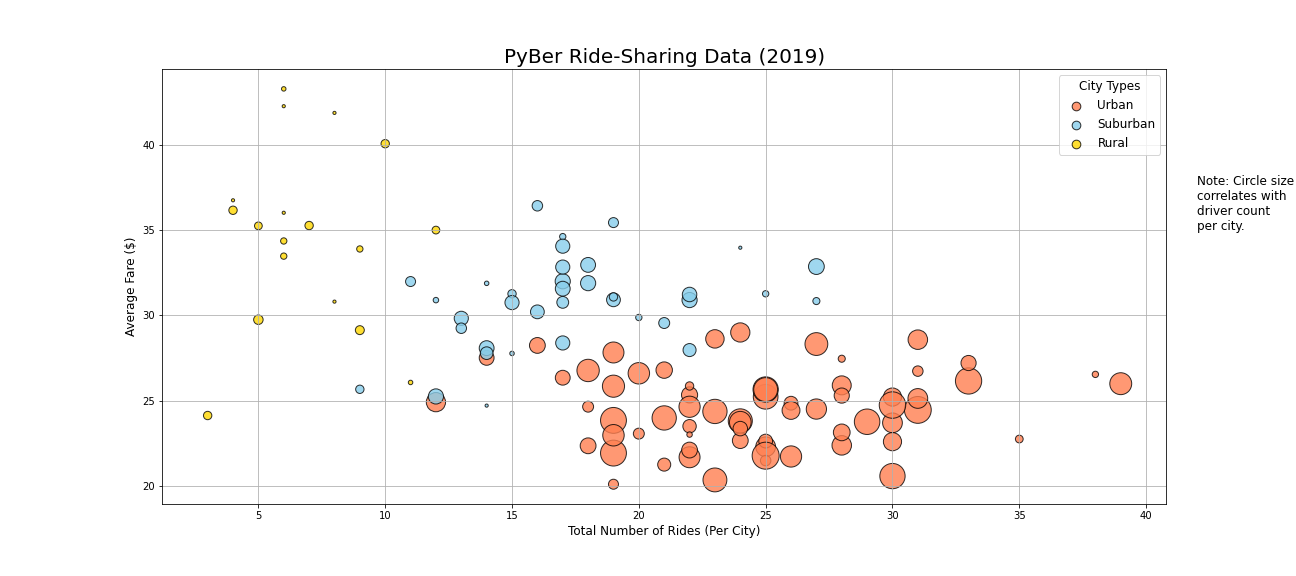 PyBer Ride-Sharing Data (2019)
City Types
Urban
Suburban
Rural
Note: Circle size
correlates with
driver count
per city.
Average Fare ($)
40
35
30
25
20
5
10
15
20
25
30
35
40
Total Number of Rides (Per City)